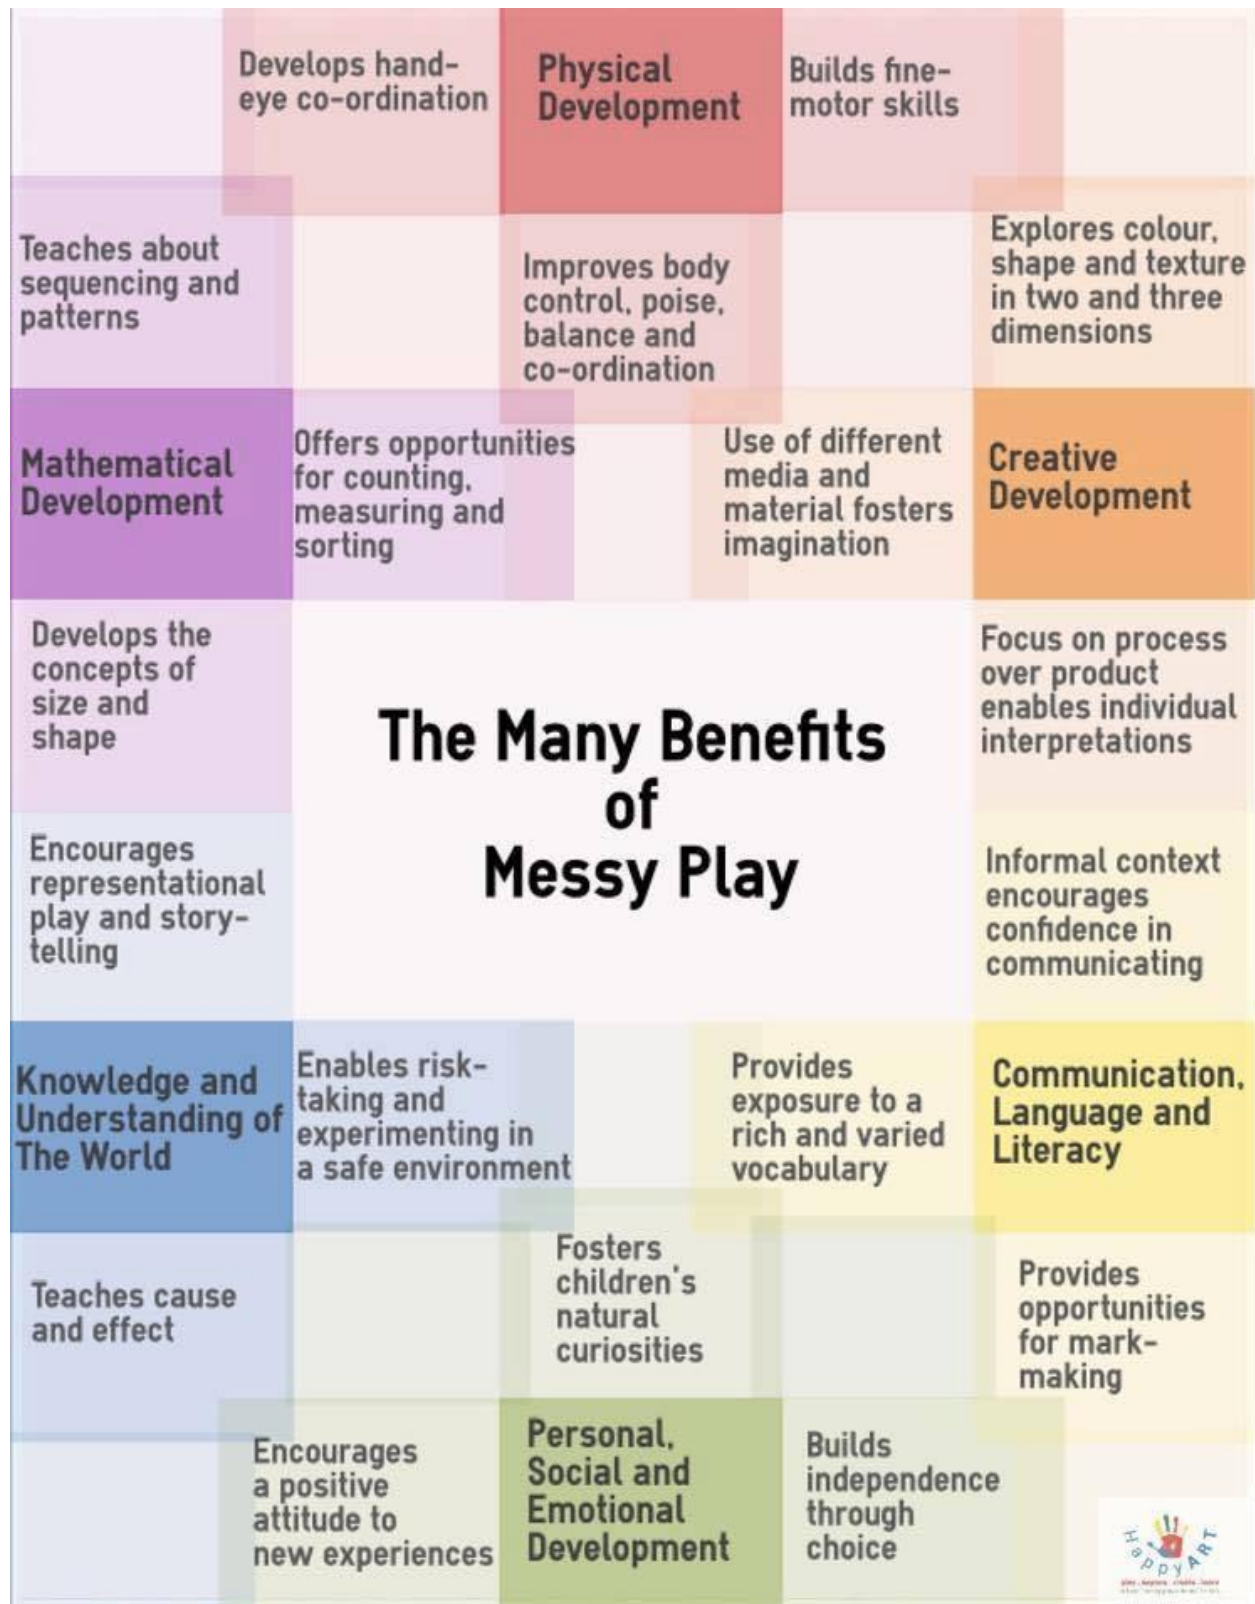 Develops hand-
eye co-ordination
Physical
Development
Builds fine-
motor skills
Teaches about
sequencing and
patterns
Improves body
control, poise,
balance and
co-ordination
Explores colour,
shape and texture
in two and three
dimensions
Mathematical
Development
Offers opportunities
for counting,
measuring and
sorting
Use of different
media and
material fosters
imagination
Creative
Development
Develops the
concepts of
size and
shape
The Many Benefits
of
Messy Play
Focus on process
over product
enables individual
interpretations
Encourages
representational
play and story-
telling
Informal context
encourages
confidence in
communicating
Knowledge and
Understanding of
The World
Enables risk-
taking and
experimenting in
a safe environment
Provides
exposure to a
rich and varied
vocabulary
Communication,
Language and
Literacy
Teaches cause
and effect
Fosters
children's
natural
curiosities
Provides
opportunities
for mark-
making
Encourages
a positive
attitude to
new experiences
Personal,
Social and
Emotional
Development
Builds
independence
through
choice
HappyART